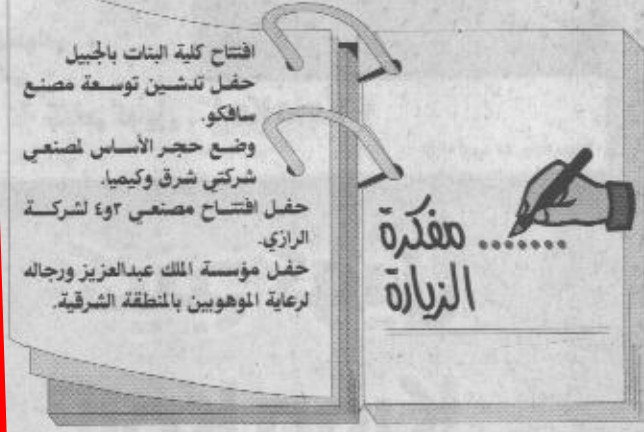 مفكرة .......
الزيارة
افتتاح كلية البنات بالجبيل
حفل تدشين توسعة مصنع
سافكو.
وضع حجر الأساس لمصنعي
شركتي شرق وكيميا.
حفل افتتاح مصنعي ٣و٤ لشركة
الرازي.
حفل مؤسسة الملك عبدالعزيز ورجاله
لرعاية الموهوبين بالمنطقة الشرقية.